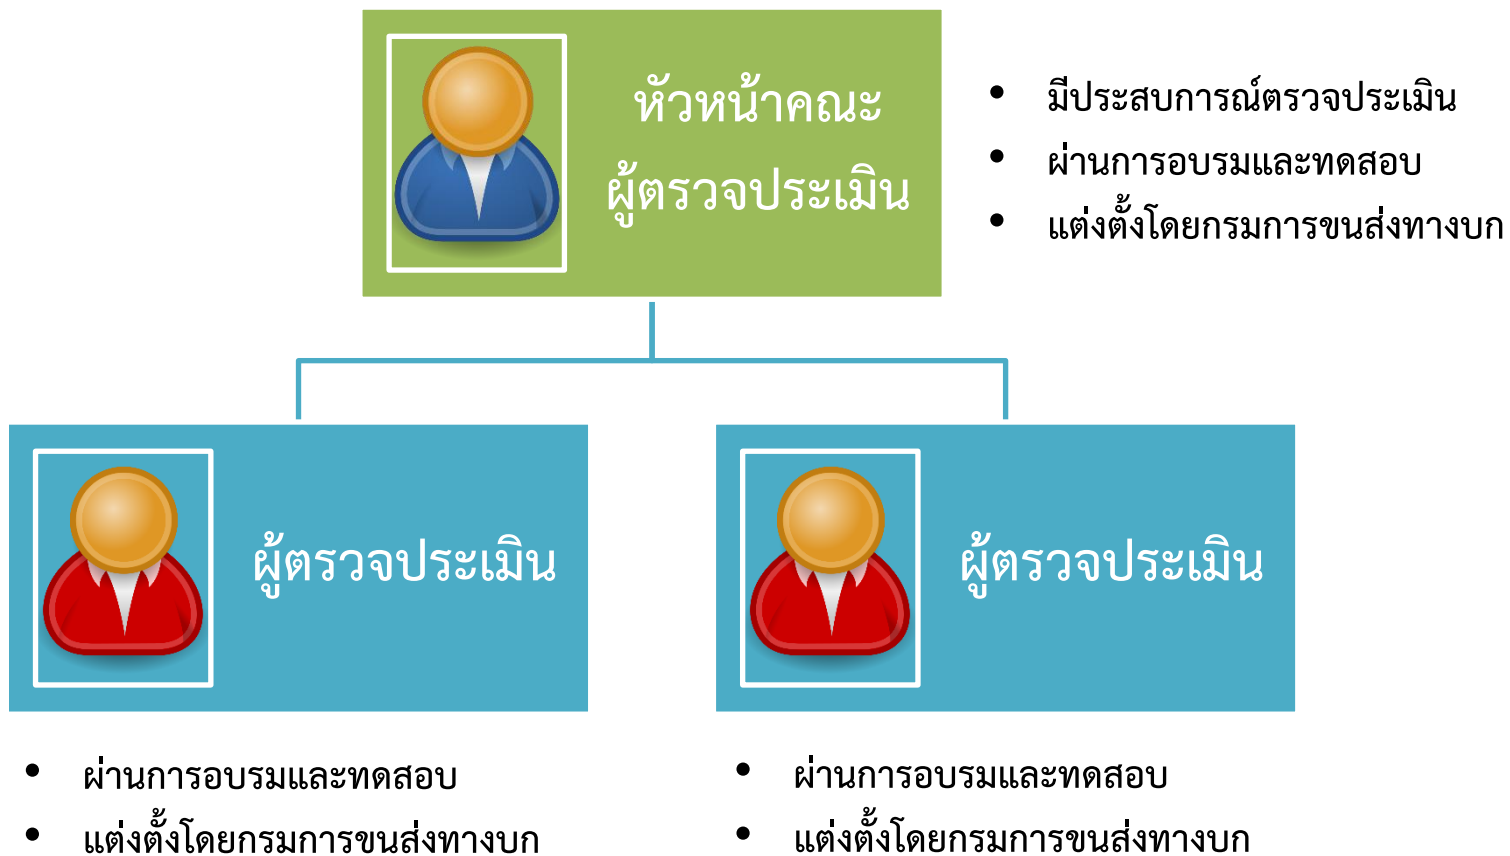 หัวหน้าคณะ
ผู้ตรวจประเมิน
• มีประสบการณ์ตรวจประเมิน
• ผ่านการอบรมและทดสอบ
• แต่งตั้งโดยกรมการขนส่งทางบก
ผู้ตรวจประเมิน
ผู้ตรวจประเมิน
• ผ่านการอบรมและทดสอบ
• แต่งตั้งโดยกรมการขนส่งทางบก
• ผ่านการอบรมและทดสอบ
• แต่งตั้งโดยกรมการขนส่งทางบก